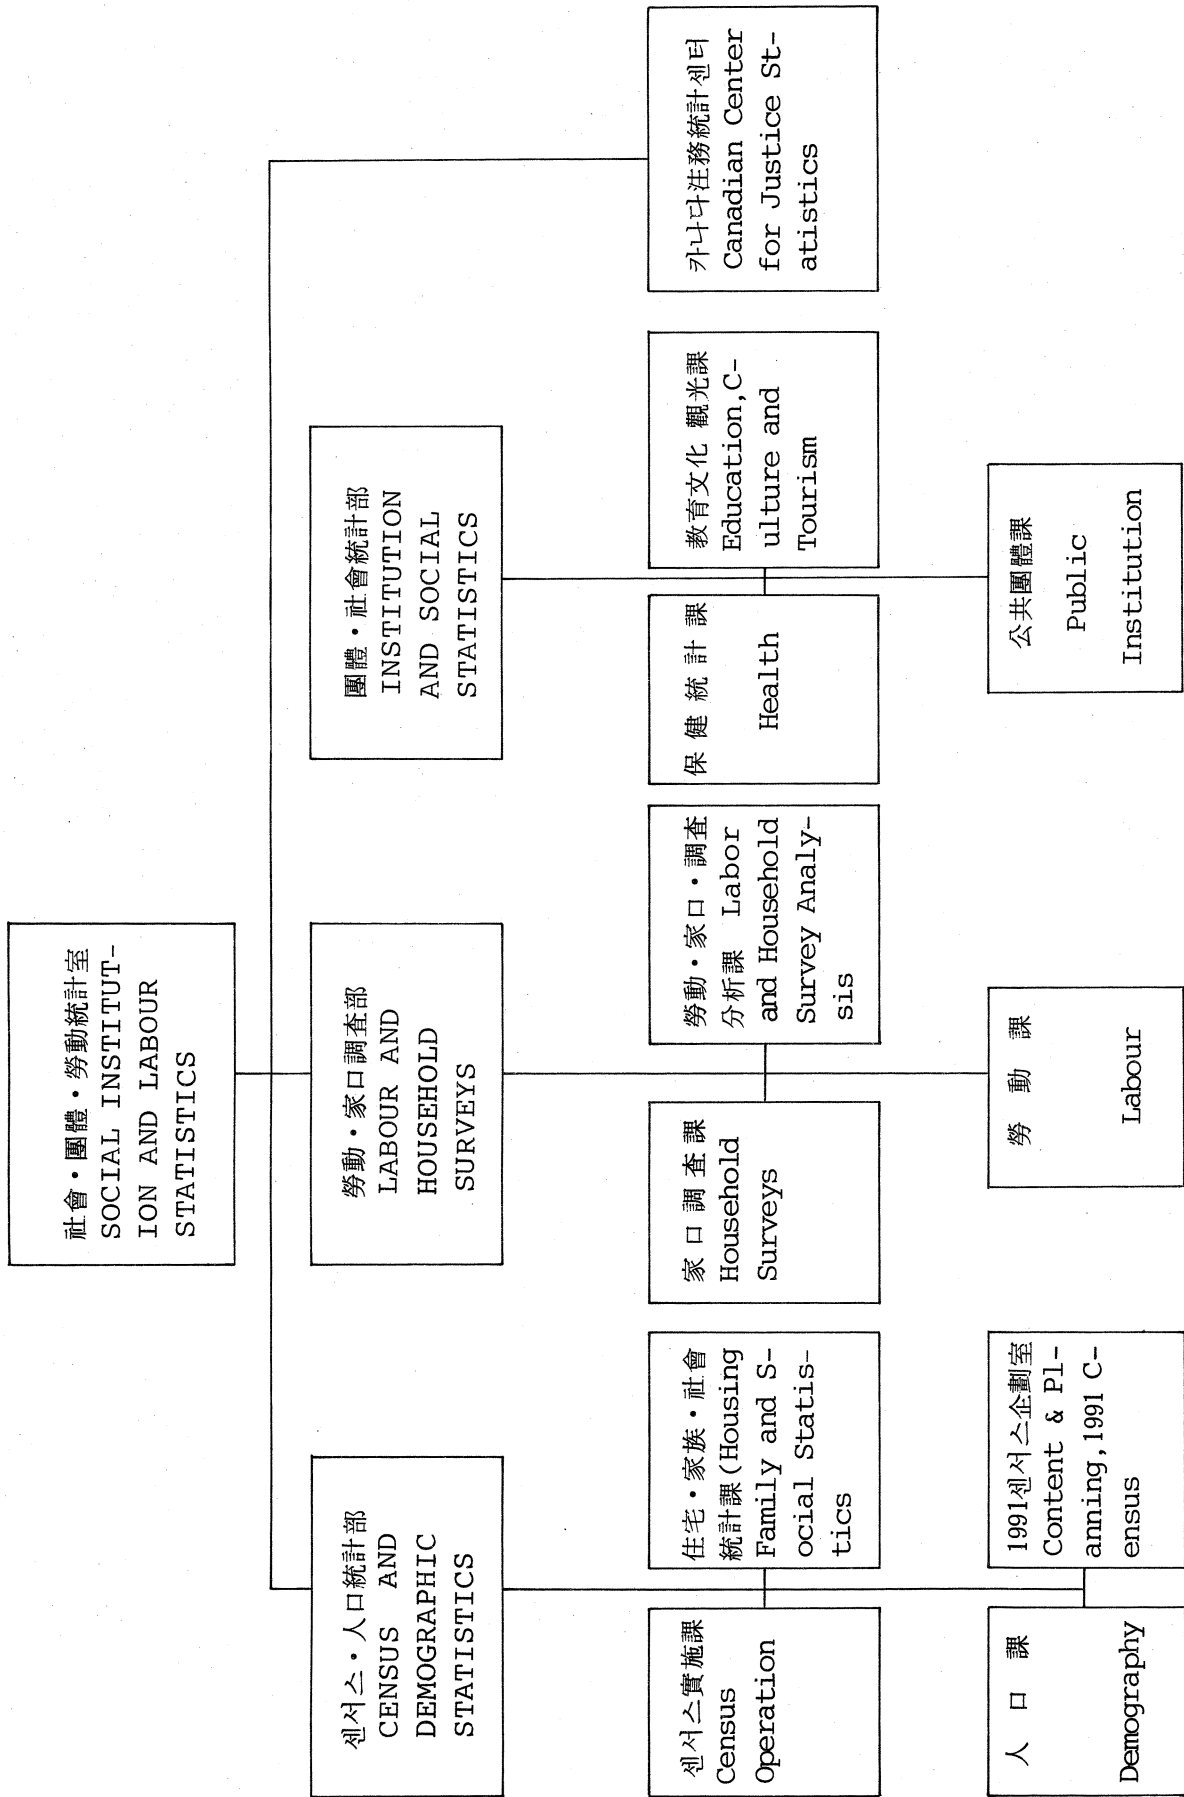 社會・團體・勞動統計室
SOCIAL INSTITUT-
ION AND LABOUR
STATISTICS
센서스・人口統計部
CENSUS AND
DEMOGRAPHIC
STATISTICS
勞動・家口調査部
LABOUR AND
HOUSEHOLD
SURVEYS
團體・社會統計部
INSTITUTION
AND SOCIAL
STATISTICS
센서스實施課
Census
Operation
住宅・家族・社會
統計課(Housing
Family and S-
ocial Statis-
tics
家口調査課
Household
Surveys
勞動・家口・調査
分析課 Labor
and Household
Survey Analy-
sis
保健統計課
Health
教育文化 觀光課
Education,C-
ulture and
Tourism
카나다注務統計센터
Canadian Center
for Justice St-
atistics
人口課
Demography
1991센서스企劃室
Content & Pl-
anning,1991 C-
ensus
勞動課
Labour
公共團體課
Public
Institution